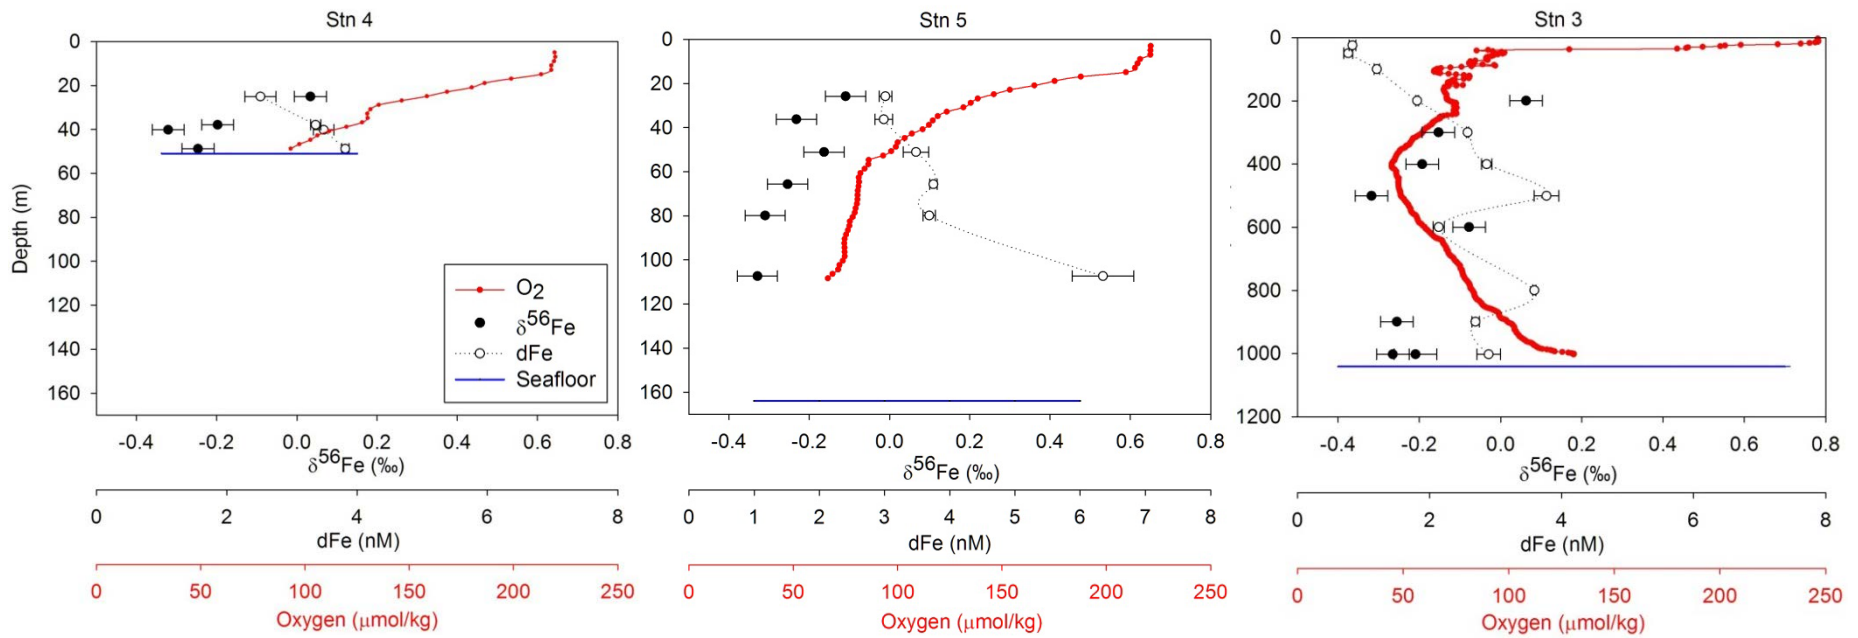 Stn 4
0
20
40
60
80
100
120
140
160
Depth (m)
O2
δ56Fe
dFe
Seafloor
-0.4 -0.2 0.0 0.2 0.4 0.6 0.8
δ56Fe (‰)
0 2 4 6 8
dFe (nM)
0 50 100 150 200 250
Oxygen (μmol/kg)
Stn 5
0
20
40
60
80
100
120
140
160
-0.4 -0.2 0.0 0.2 0.4 0.6 0.8
δ56Fe (‰)
0 1 2 3 4 5 6 7 8
dFe (nM)
0 50 100 150 200 250
Oxygen (μmol/kg)
Stn 3
0
200
400
600
800
1000
1200
-0.4 -0.2 0.0 0.2 0.4 0.6 0.8
δ56Fe (‰)
0 2 4 6 8
dFe (nM)
0 50 100 150 200 250
Oxygen (μmol/kg)